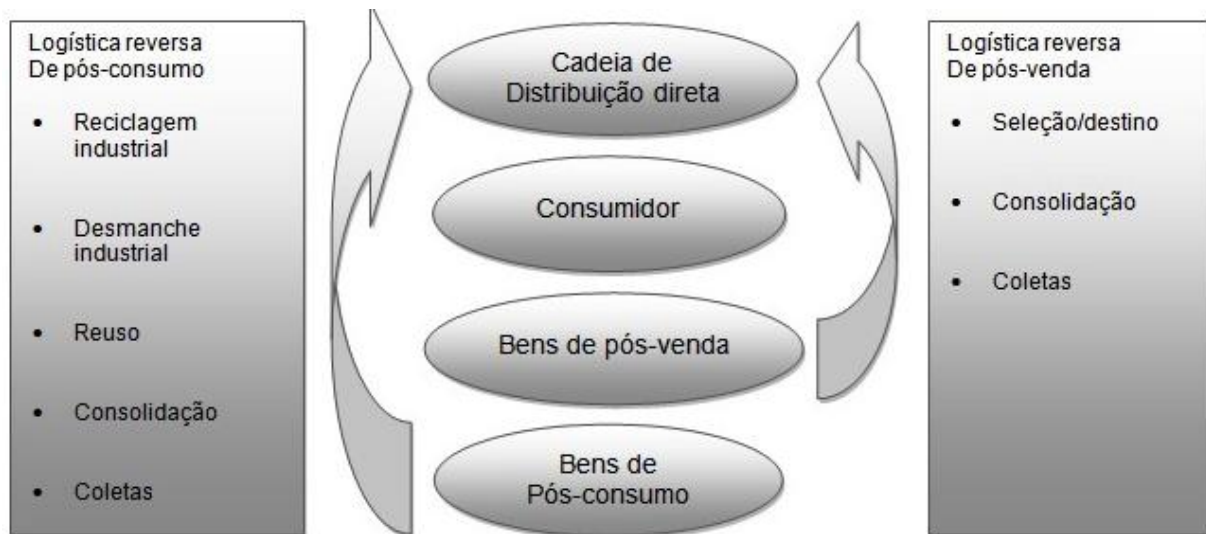 Logística reversa
De pós-consumo
• Reciclagem
industrial
• Desmanche
industrial
• Reuso
• Consolidação
• Coletas
Cadeia de
Distribuição direta
Consumidor
Bens de pós-venda
Bens de
Pós-consumo
Logística reversa
De pós-venda
• Seleção/destino
• Consolidação
• Coletas